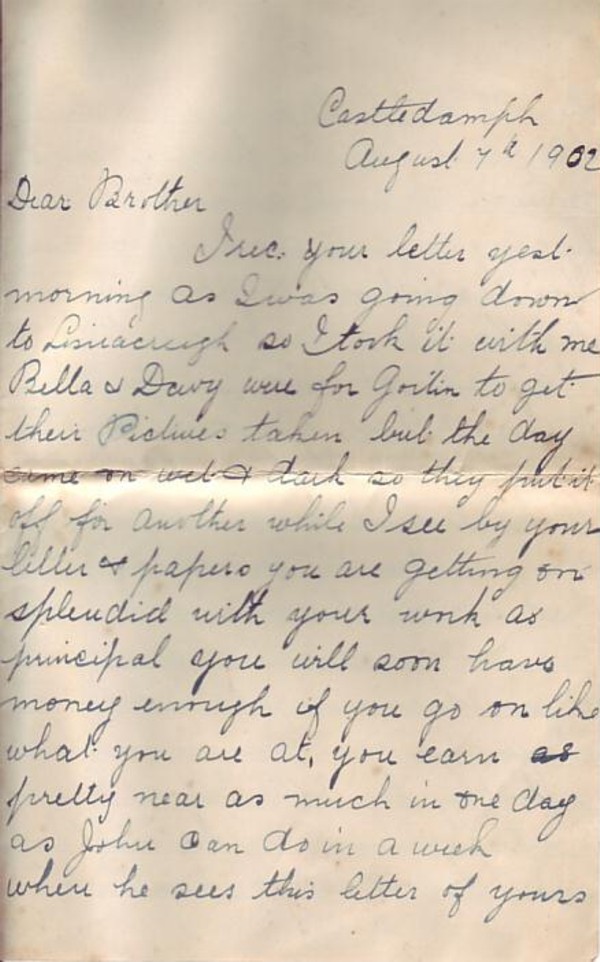 Castledamph
August 7th 1902
Dear Brother
I rec. your letter yest.
morning as I was going down
to Lisnacreigh so I took it with me
Bella & Davy were for Gortin to get
their Pictures taken but the day
came on wet & dark so they put it
off for another while I see by your
letter & papers you are getting on
splendid with your work as
principal you will soon have
money enough if you go on like
what you are at, you earn as
pretty near as much in one day
as John can do in a week
when he sees this letter of yours